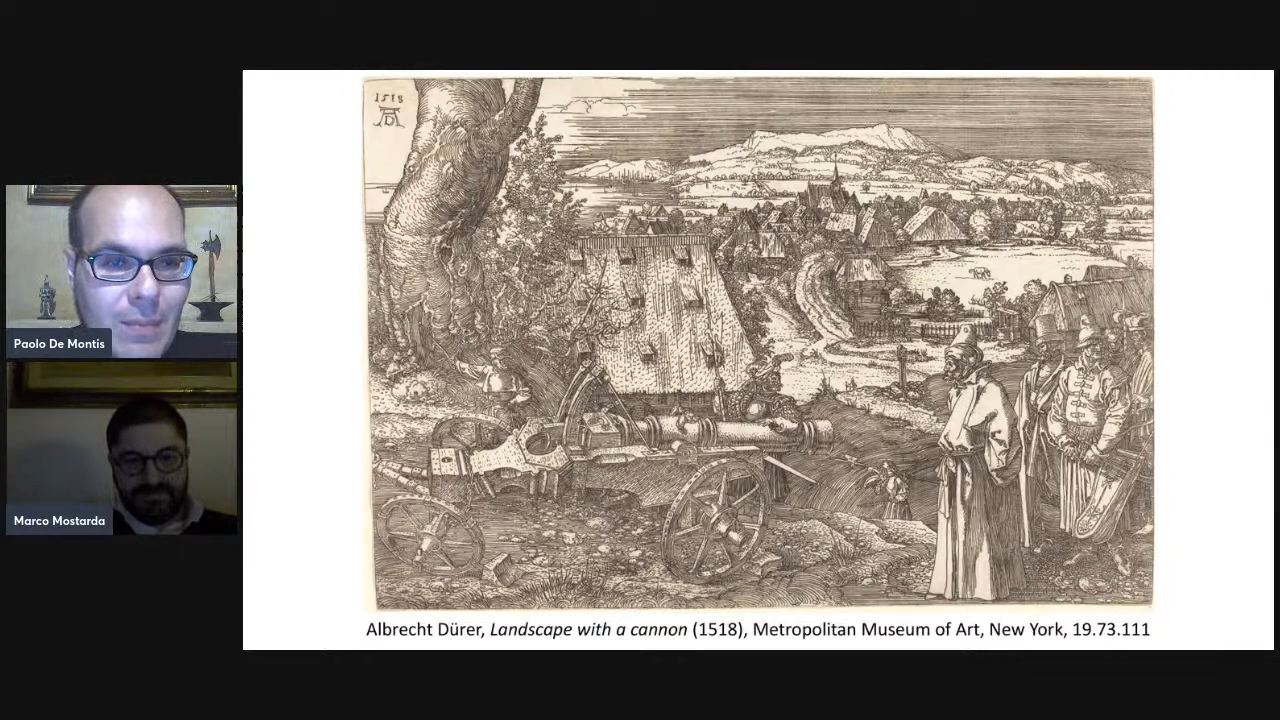 1518
AD
Paolo De Montis
Marco Mostarda
Albrecht Dürer, Landscape with a cannon (1518), Metropolitan Museum of Art, New York, 19.73.111